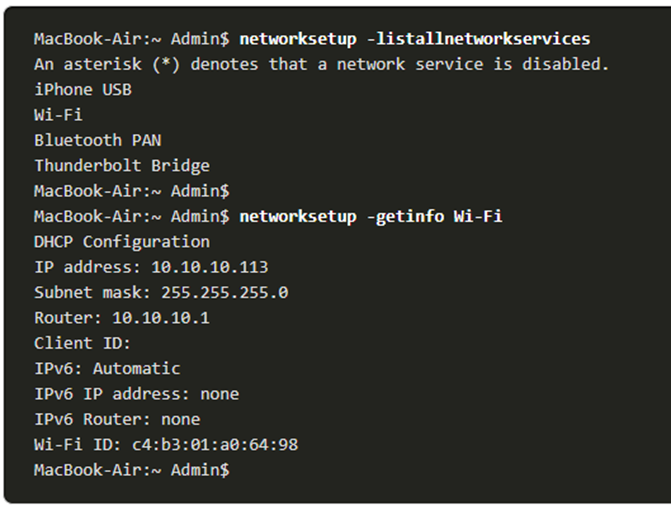 MacBook-Air:~ Admin$ networksetup -listallnetworkservices
An asterisk (*) denotes that a network service is disabled.
iPhone USB
Wi-Fi
Bluetooth PAN
Thunderbolt Bridge
MacBook-Air:~ Admin$
MacBook-Air:~ Admin$ networksetup -getinfo Wi-Fi
DHCP Configuration
IP address: 10.10.10.113
Subnet mask: 255.255.255.0
Router: 10.10.10.1
Client ID:
IPv6: Automatic
IPv6 IP address: none
IPv6 Router: none
Wi-Fi ID: c4:b3:01:a0:64:98
MacBook-Air:~ Admin$